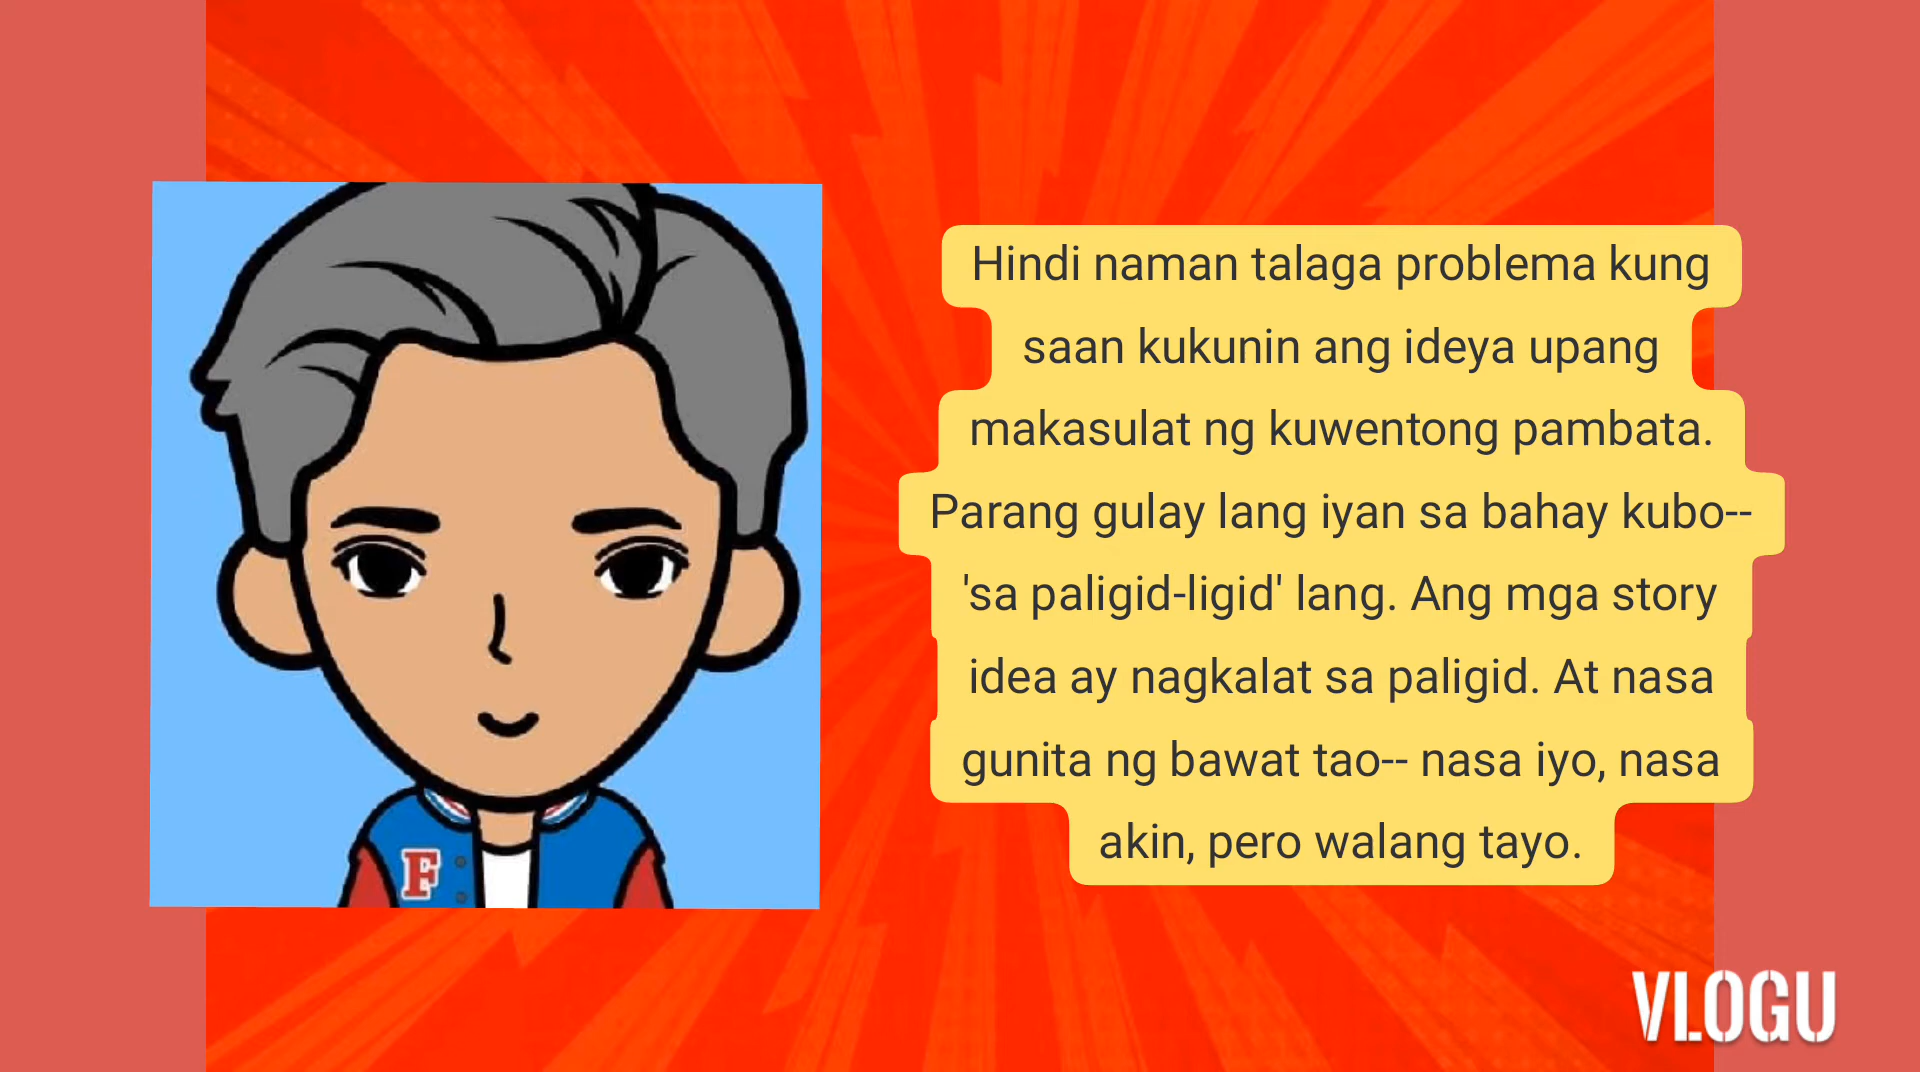 Hindi naman talaga problema kung
saan kukunin ang ideya upang
makasulat ng kuwentong pambata.
Parang gulay lang iyan sa bahay kubo--
'sa paligid-ligid' lang. Ang mga story
idea ay nagkalat sa paligid. At nasa
gunita ng bawat tao-- nasa iyo, nasa
akin, pero walang tayo.
F
VLOGU